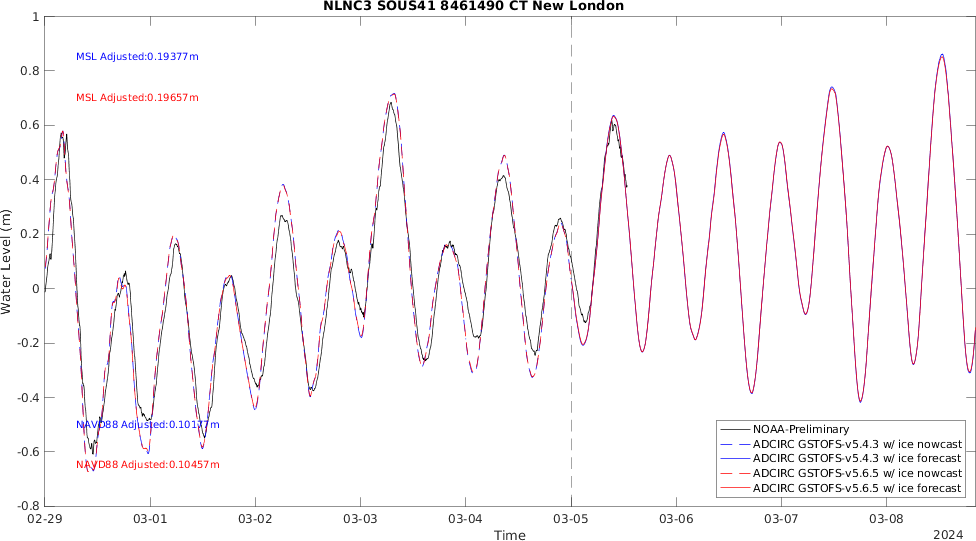 NLNC3 SOUS41 8461490 CT New London
MSL Adjusted:0.19377m
MSL Adjusted:0.19657m
NAVD88 Adjusted:0.10177m
NAVD88 Adjusted:0.10457m
Water Level (m)
1
0.8
0.6
0.4
0.2
0
-0.2
-0.4
-0.6
-0.8
NOAA-Preliminary
ADCIRC GSTOFS-v5.4.3 w/ ice nowcast
ADCIRC GSTOFS-v5.4.3 w/ ice forecast
ADCIRC GSTOFS-v5.6.5 w/ ice nowcast
ADCIRC GSTOFS-v5.6.5 w/ ice forecast
02-29 03-01 03-02 03-03 03-04 03-05 03-06 03-07 03-08
Time
2024